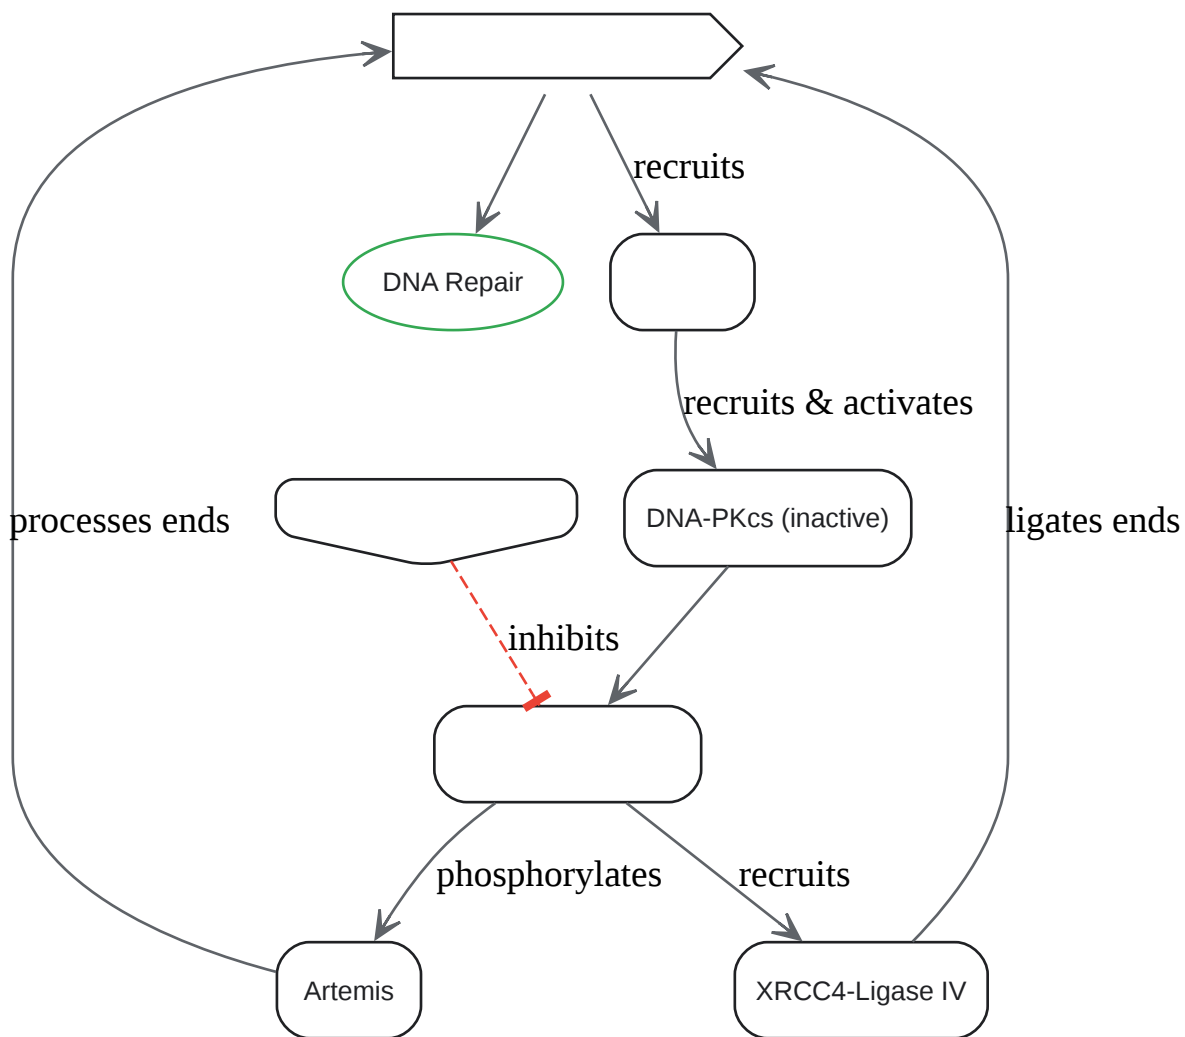 recruits
DNA Repair
recruits & activates
processes ends
DNA-PKcs (inactive)
ligates ends
inhibits
phosphorylates
recruits
Artemis
XRCC4-Ligase IV